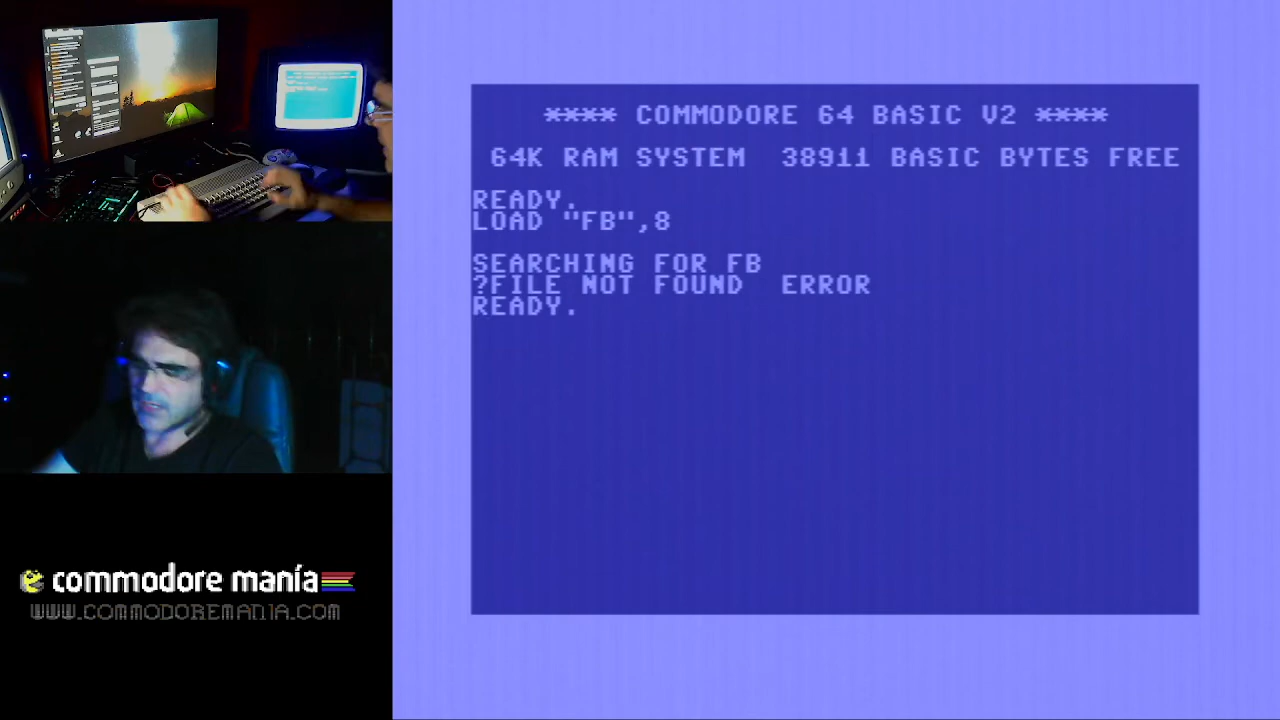 **** COMMODORE 64 BASIC V2 ****
64K RAM SYSTEM  38911 BASIC BYTES FREE
READY.
LOAD "FB",8
SEARCHING FOR FB
?FILE NOT FOUND  ERROR
READY.
commodore manía
WWW.COMMODOREMANIA.COM